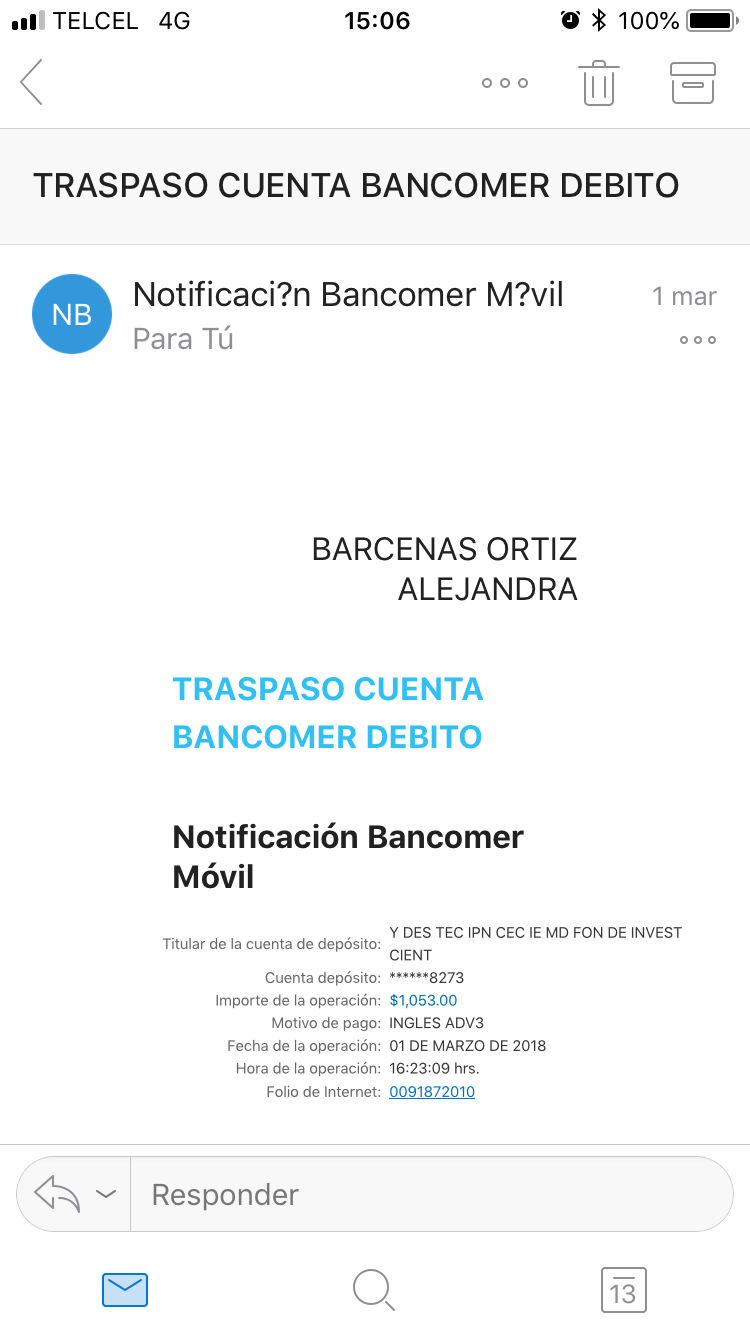 TELCEL 4G 15:06 100%
TRASPASO CUENTA BANCOMER DEBITO
NB
Notificaci?n Bancomer M?vil 1 mar
Para Tú
BARCENAS ORTIZ
ALEJANDRA
TRASPASO CUENTA
BANCOMER DEBITO
Notificación Bancomer
Móvil
Titular de la cuenta de depósito: Y DES TEC IPN CEC IE MD FON DE INVEST
CIENT
Cuenta depósito: ******8273
Importe de la operación: $1,053.00
Motivo de pago: INGLES ADV3
Fecha de la operación: 01 DE MARZO DE 2018
Hora de la operación: 16:23:09 hrs.
Folio de Internet: 0091872010
Responder
13